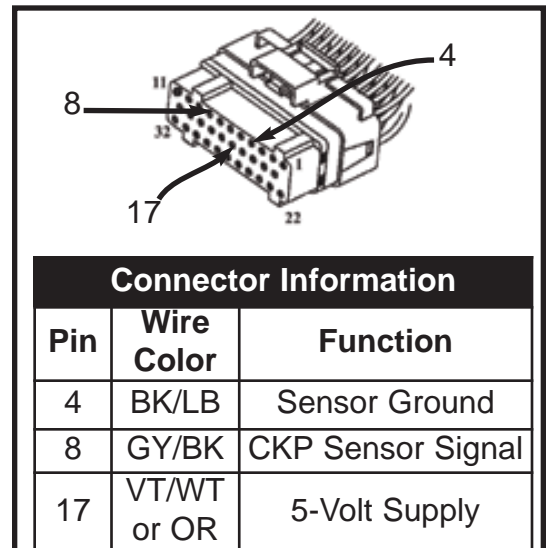 4
11
8
32
1
17
22
Connector Information
Pin Wire Color Function
4 BK/LB Sensor Ground
8 GY/BK CKP Sensor Signal
17 VT/WT or OR 5-Volt Supply